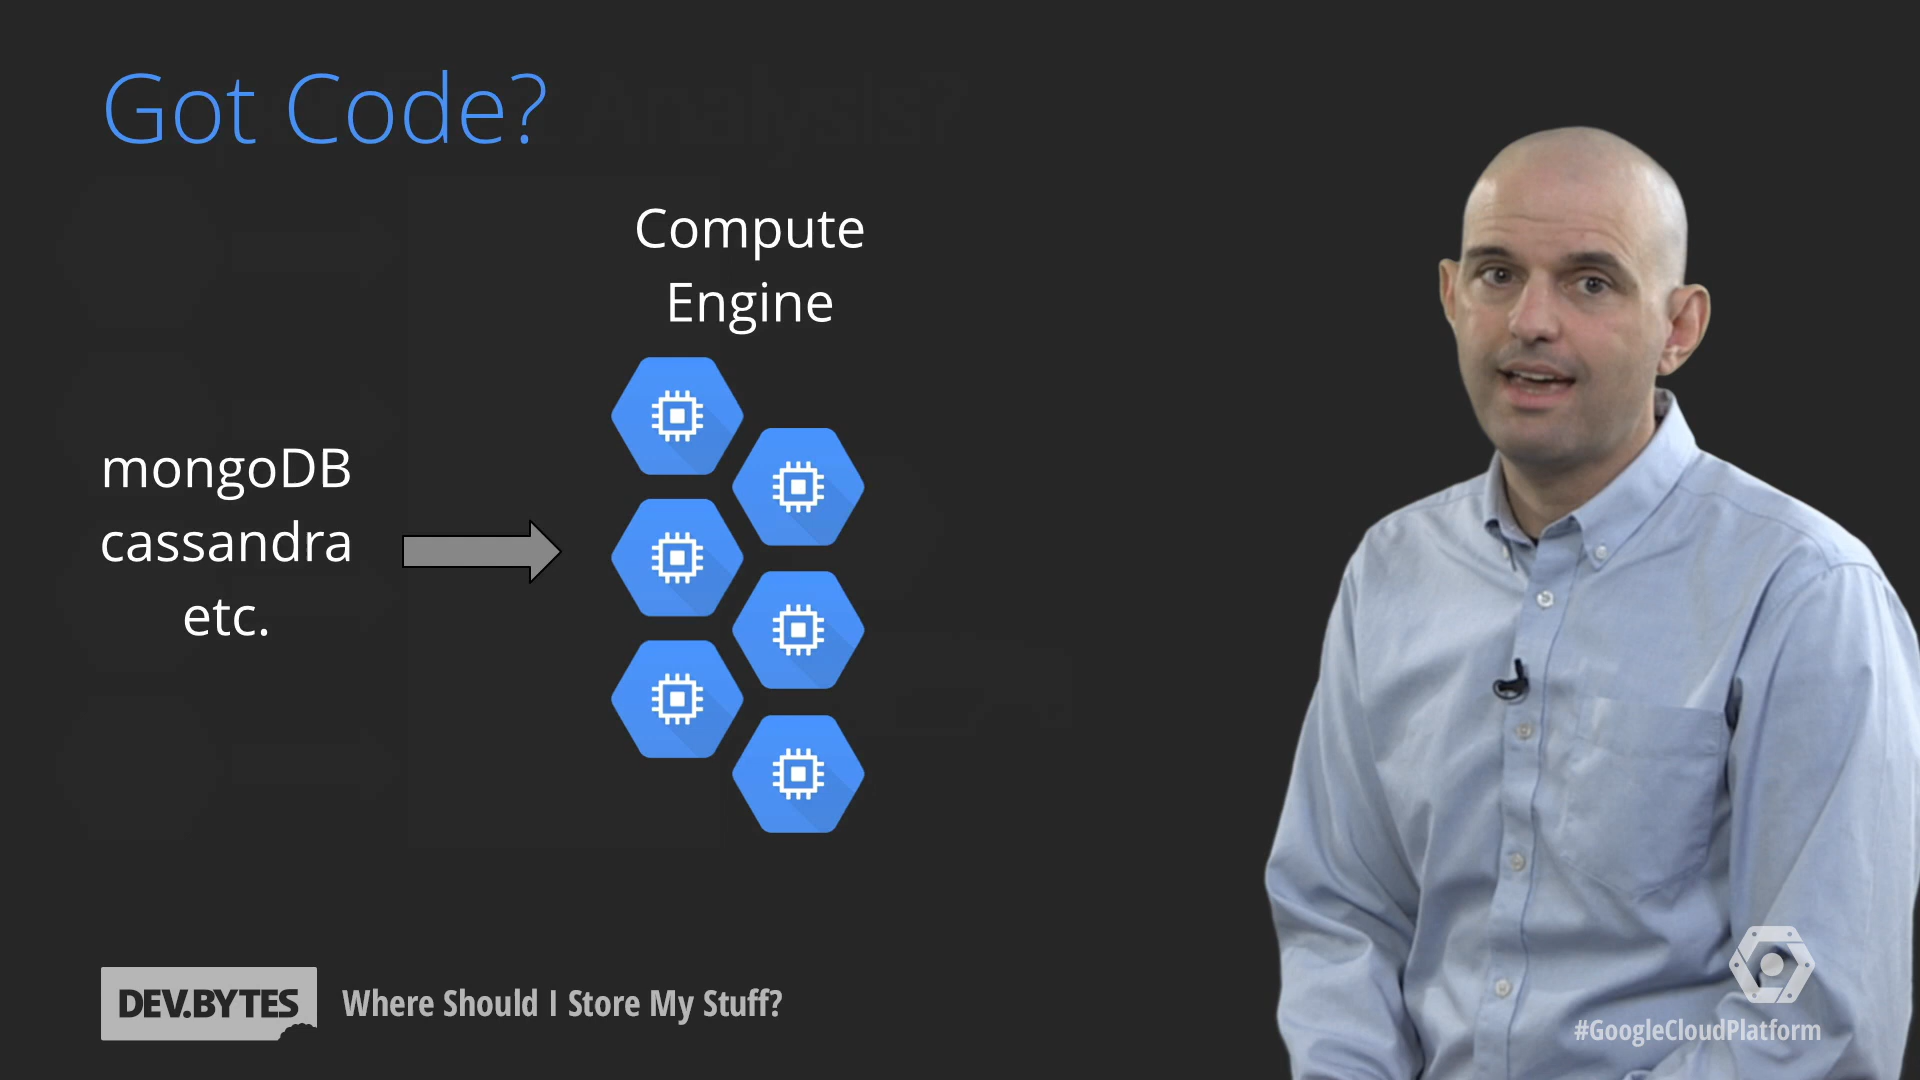 Got Code?
Compute
Engine
mongoDB
cassandra
etc.
DEV.BYTES
Where Should I Store My Stuff?
#GoogleCloudPlatform